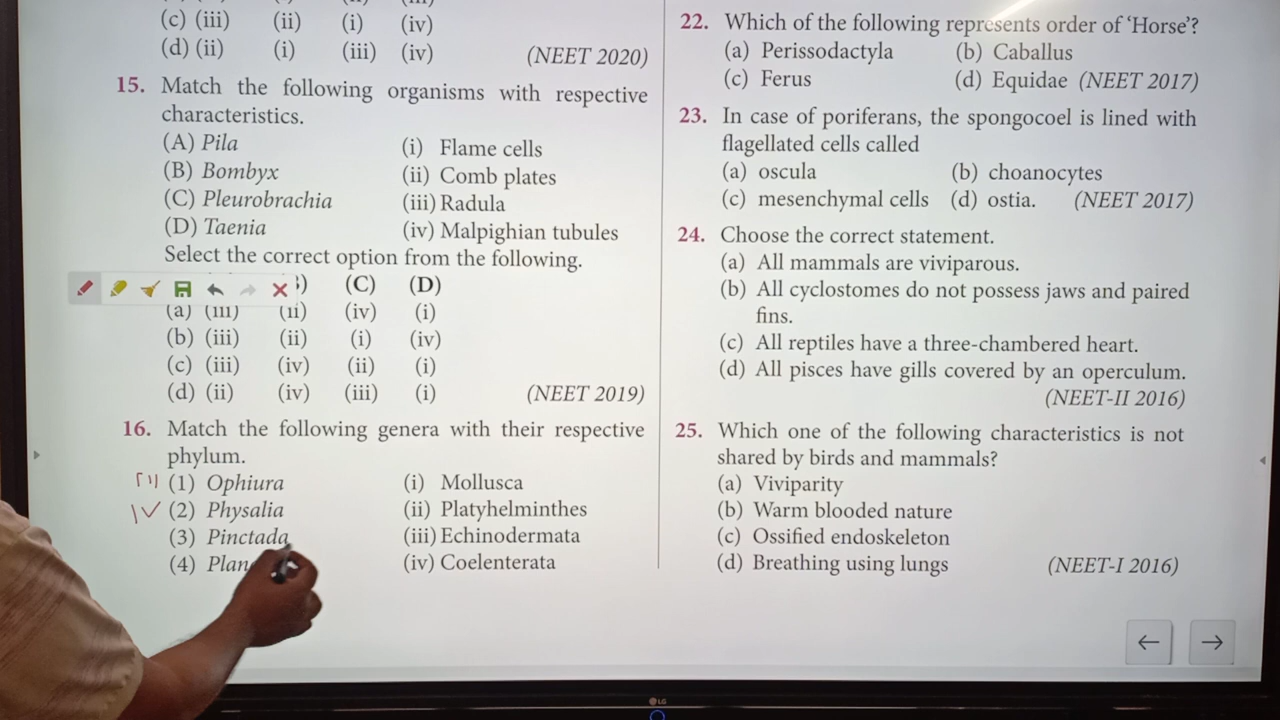 (c) (iii) (ii) (i) (iv)
(d) (ii) (i) (iii) (iv) (NEET 2020)
15. Match the following organisms with respective
characteristics.
(A) Pila (i) Flame cells
(B) Bombyx (ii) Comb plates
(C) Pleurobrachia (iii) Radula
(D) Taenia (iv) Malpighian tubules
Select the correct option from the following.
(C) (D)
(a) (iii) (ii) (iv) (i)
(b) (iii) (ii) (i) (iv)
(c) (iii) (iv) (ii) (i)
(d) (ii) (iv) (iii) (i) (NEET 2019)
16. Match the following genera with their respective
phylum.
(1) Ophiura (i) Mollusca
IV (2) Physalia (ii) Platyhelminthes
(3) Pinctada (iii) Echinodermata
(4) (iv) Coelenterata
22. Which of the following represents order of ‘Horse’?
(a) Perissodactyla (b) Caballus
(c) Ferus (d) Equidae (NEET 2017)
23. In case of poriferans, the spongocoel is lined with
flagellated cells called
(a) oscula (b) choanocytes
(c) mesenchymal cells (d) ostia. (NEET 2017)
24. Choose the correct statement.
(a) All mammals are viviparous.
(b) All cyclostomes do not possess jaws and paired
fins.
(c) All reptiles have a three-chambered heart.
(d) All pisces have gills covered by an operculum.
(NEET-II 2016)
25. Which one of the following characteristics is not
shared by birds and mammals?
(a) Viviparity
(b) Warm blooded nature
(c) Ossified endoskeleton
(d) Breathing using lungs (NEET-I 2016)
LG